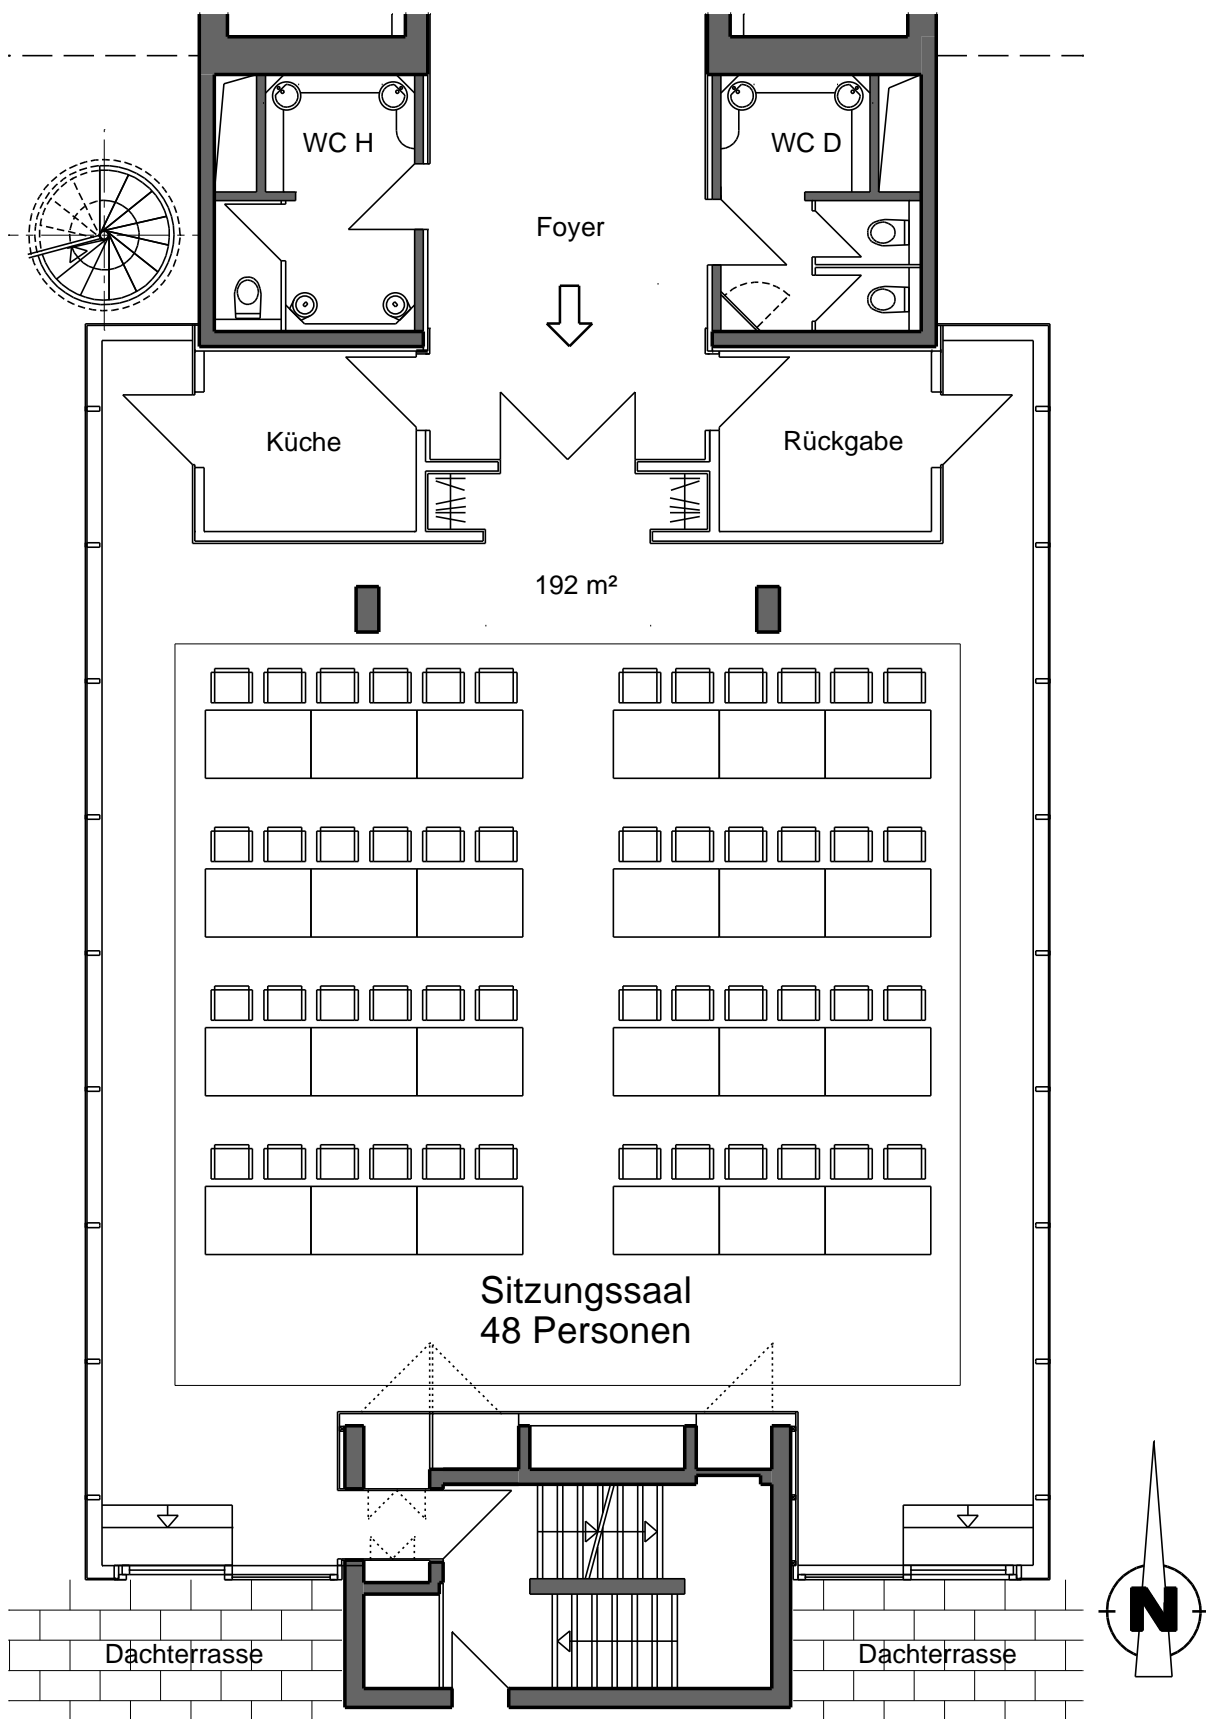 WC H
WC D
Foyer
Küche
Rückgabe
192 m²
Sitzungssaal
48 Personen
Dachterrasse
Dachterrasse
N